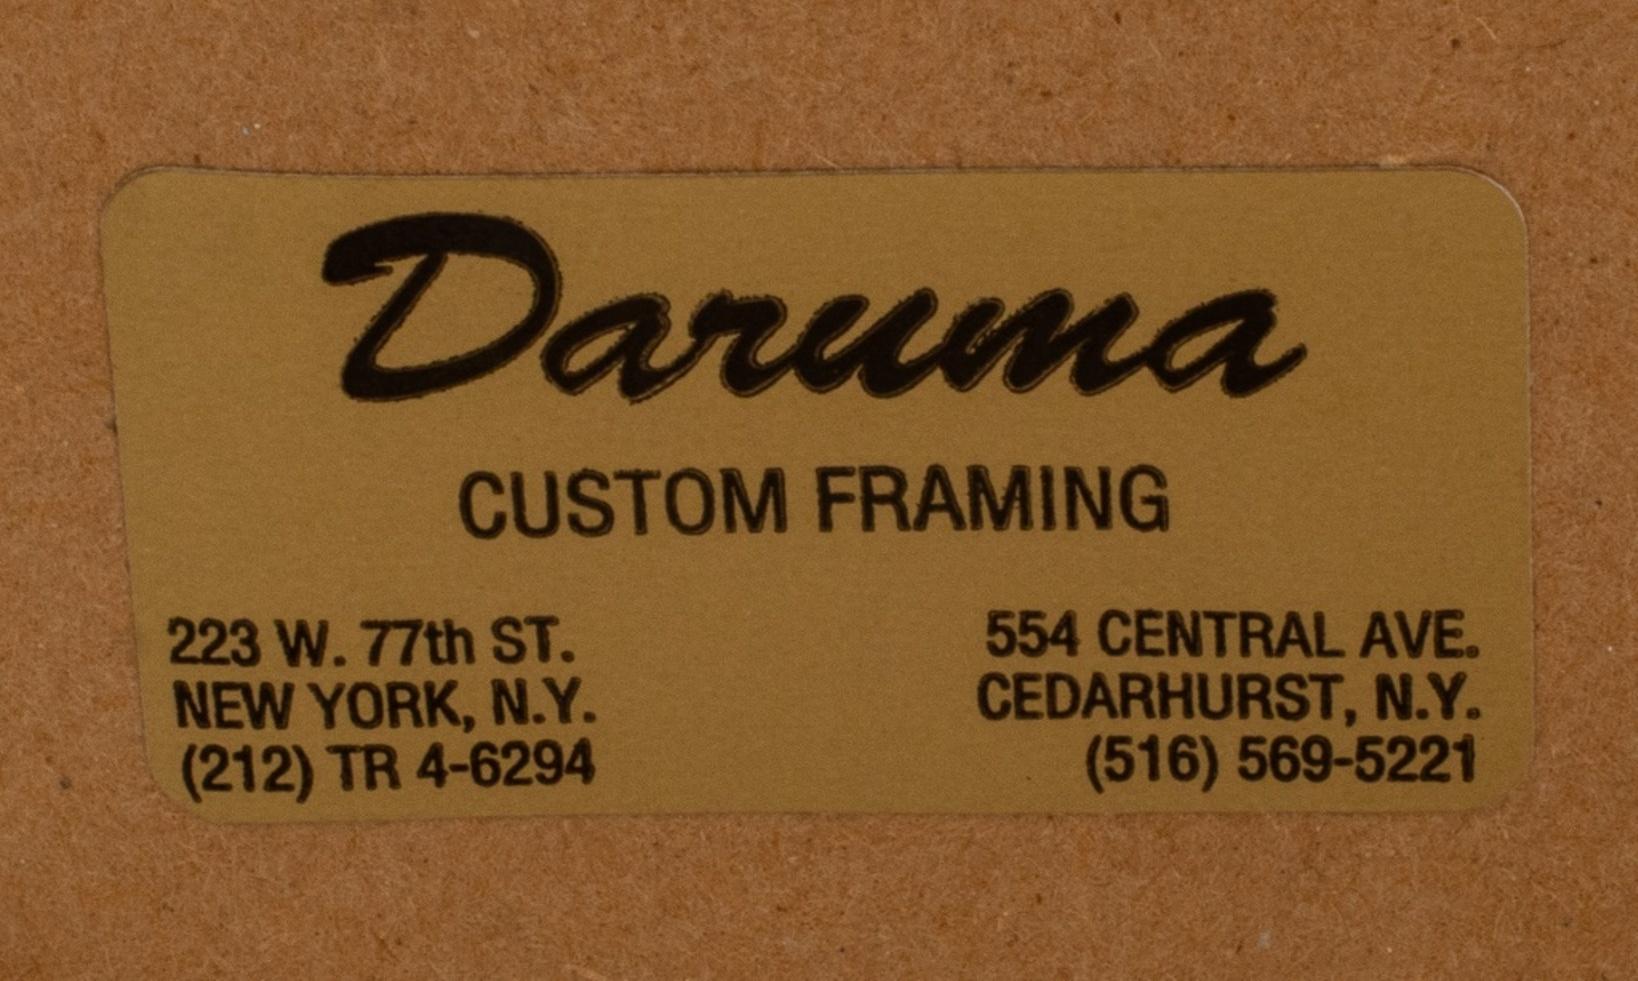 Daruma
CUSTOM FRAMING
223 W. 77th ST.
NEW YORK, N.Y.
(212) TR 4-6294
554 CENTRAL AVE.
CEDARHURST, N.Y.
(516) 569-5221